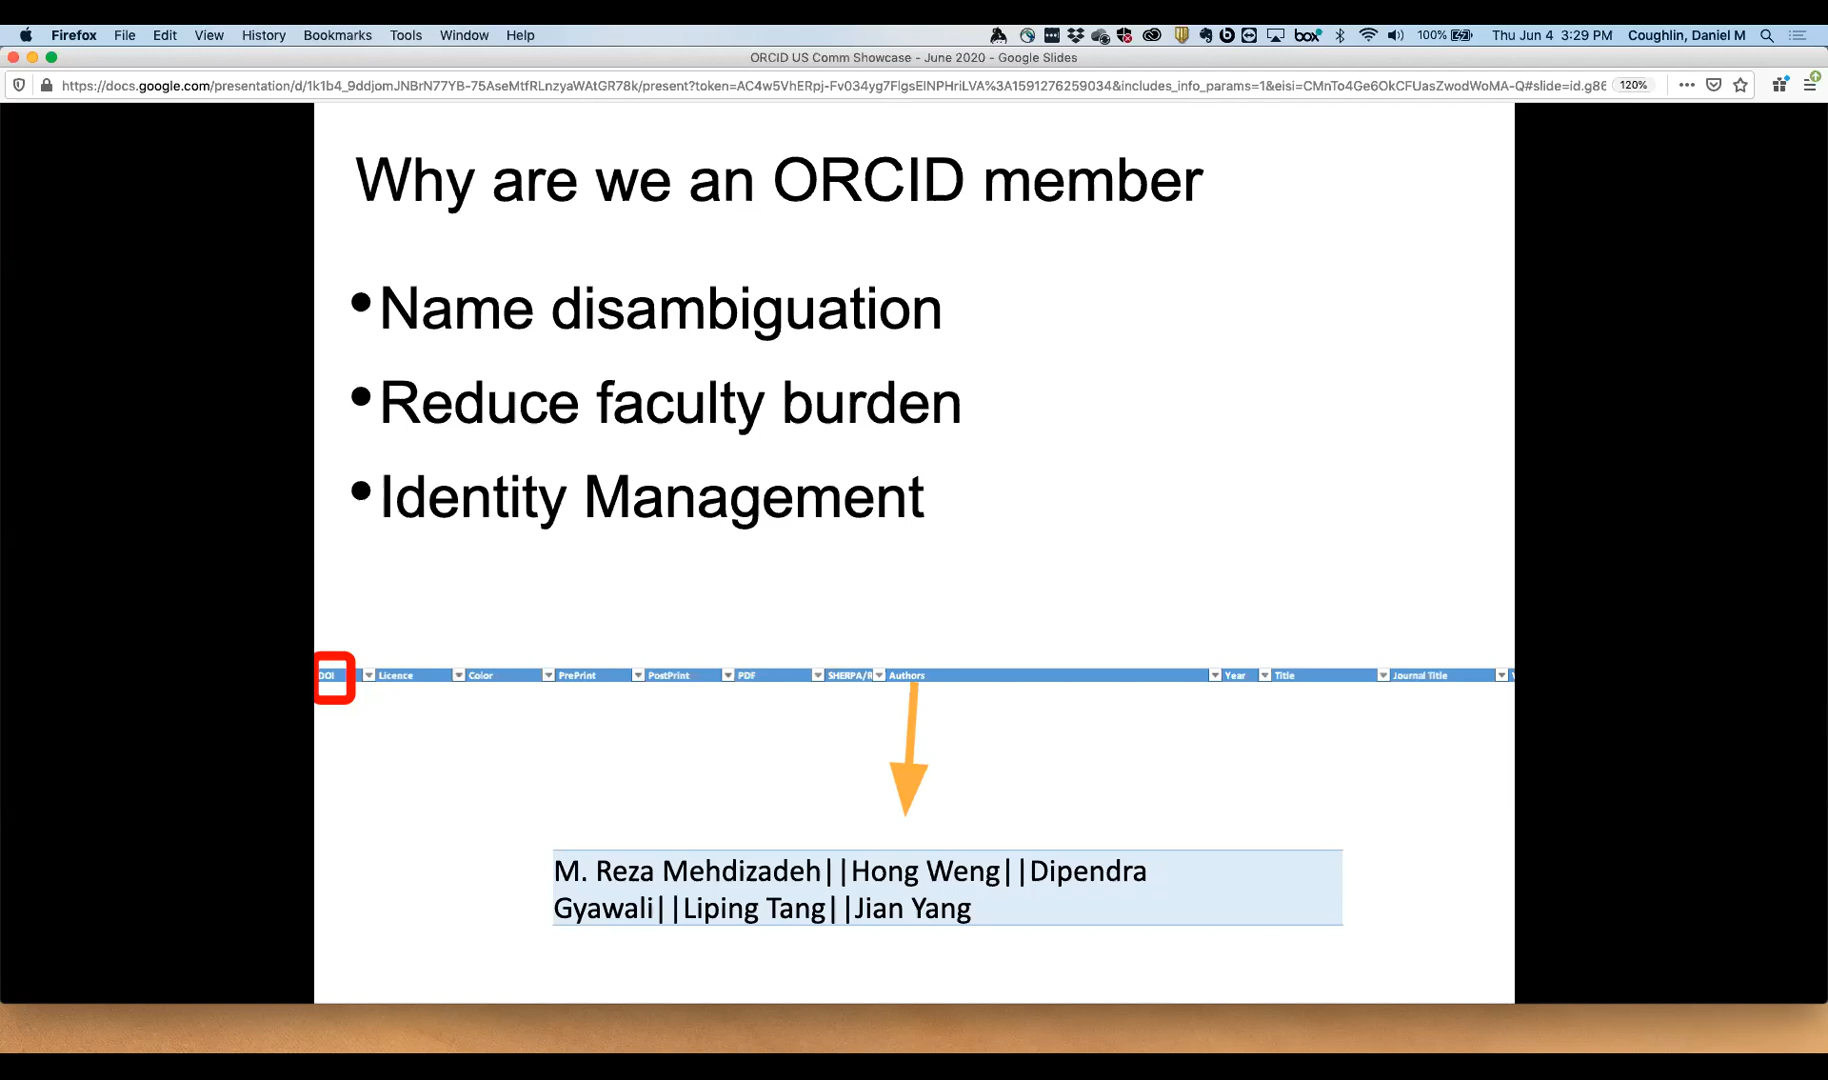 Firefox File Edit View History Bookmarks Tools Window Help box 100% Thu Jun 4 3:29 PM Coughlin, Daniel M
ORCID US Comm Showcase - June 2020 - Google Slides
https://docs.google.com/presentation/d/1k1b4_9ddjomJNBrN77YB-75AseMtfRLnzyaWAtGR78k/present?token=AC4w5VhERpj-Fv034yg7FlgsElNPHriLVA%3A1591276259034&includes_info_params=1&eisi=CMnTo4Ge6OkCFUasZwodWoMA-Q#slide=id.g86 120%
Why are we an ORCID member
•Name disambiguation
•Reduce faculty burden
•Identity Management
DOI Licence Color PrePrint PostPrint PDF SHERPA/R Authors Year Title Journal Title
M. Reza Mehdizadeh||Hong Weng||Dipendra
Gyawali||Liping Tang||Jian Yang